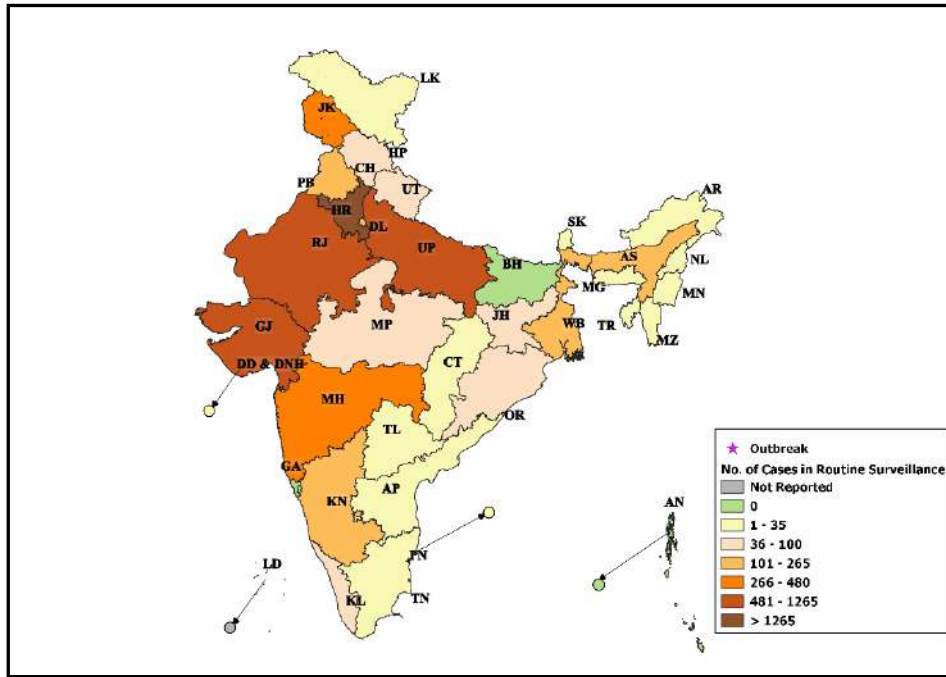 LK
JK
HP
CH
PB
UT
AR
HR
DL
SK
RJ
UP
BH
AS
NL
MG
MN
GJ
MP
JH
WB
TR
MZ
DD & DNH
CT
MH
OR
TL
GA
KN
AP
AN
PN
LD
KL
TN
Outbreak
No. of Cases in Routine Surveillance
Not Reported
0
1 - 35
36 - 100
101 - 265
266 - 480
481 - 1265
> 1265